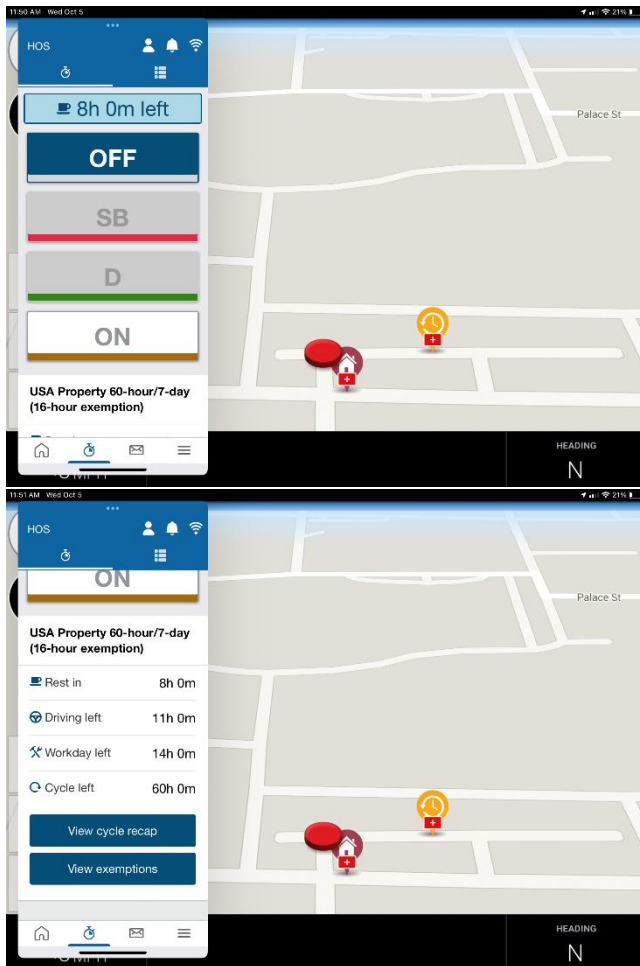 11:50 AM Wed Oct 5
21%
HOS
8h 0m left
OFF
SB
D
ON
USA Property 60-hour/7-day
(16-hour exemption)
Palace St
HEADING
N
11:51 AM Wed Oct 5
21%
HOS
ON
USA Property 60-hour/7-day
(16-hour exemption)
Rest in 8h 0m
Driving left 11h 0m
Workday left 14h 0m
Cycle left 60h 0m
View cycle recap
View exemptions
Palace St
HEADING
N